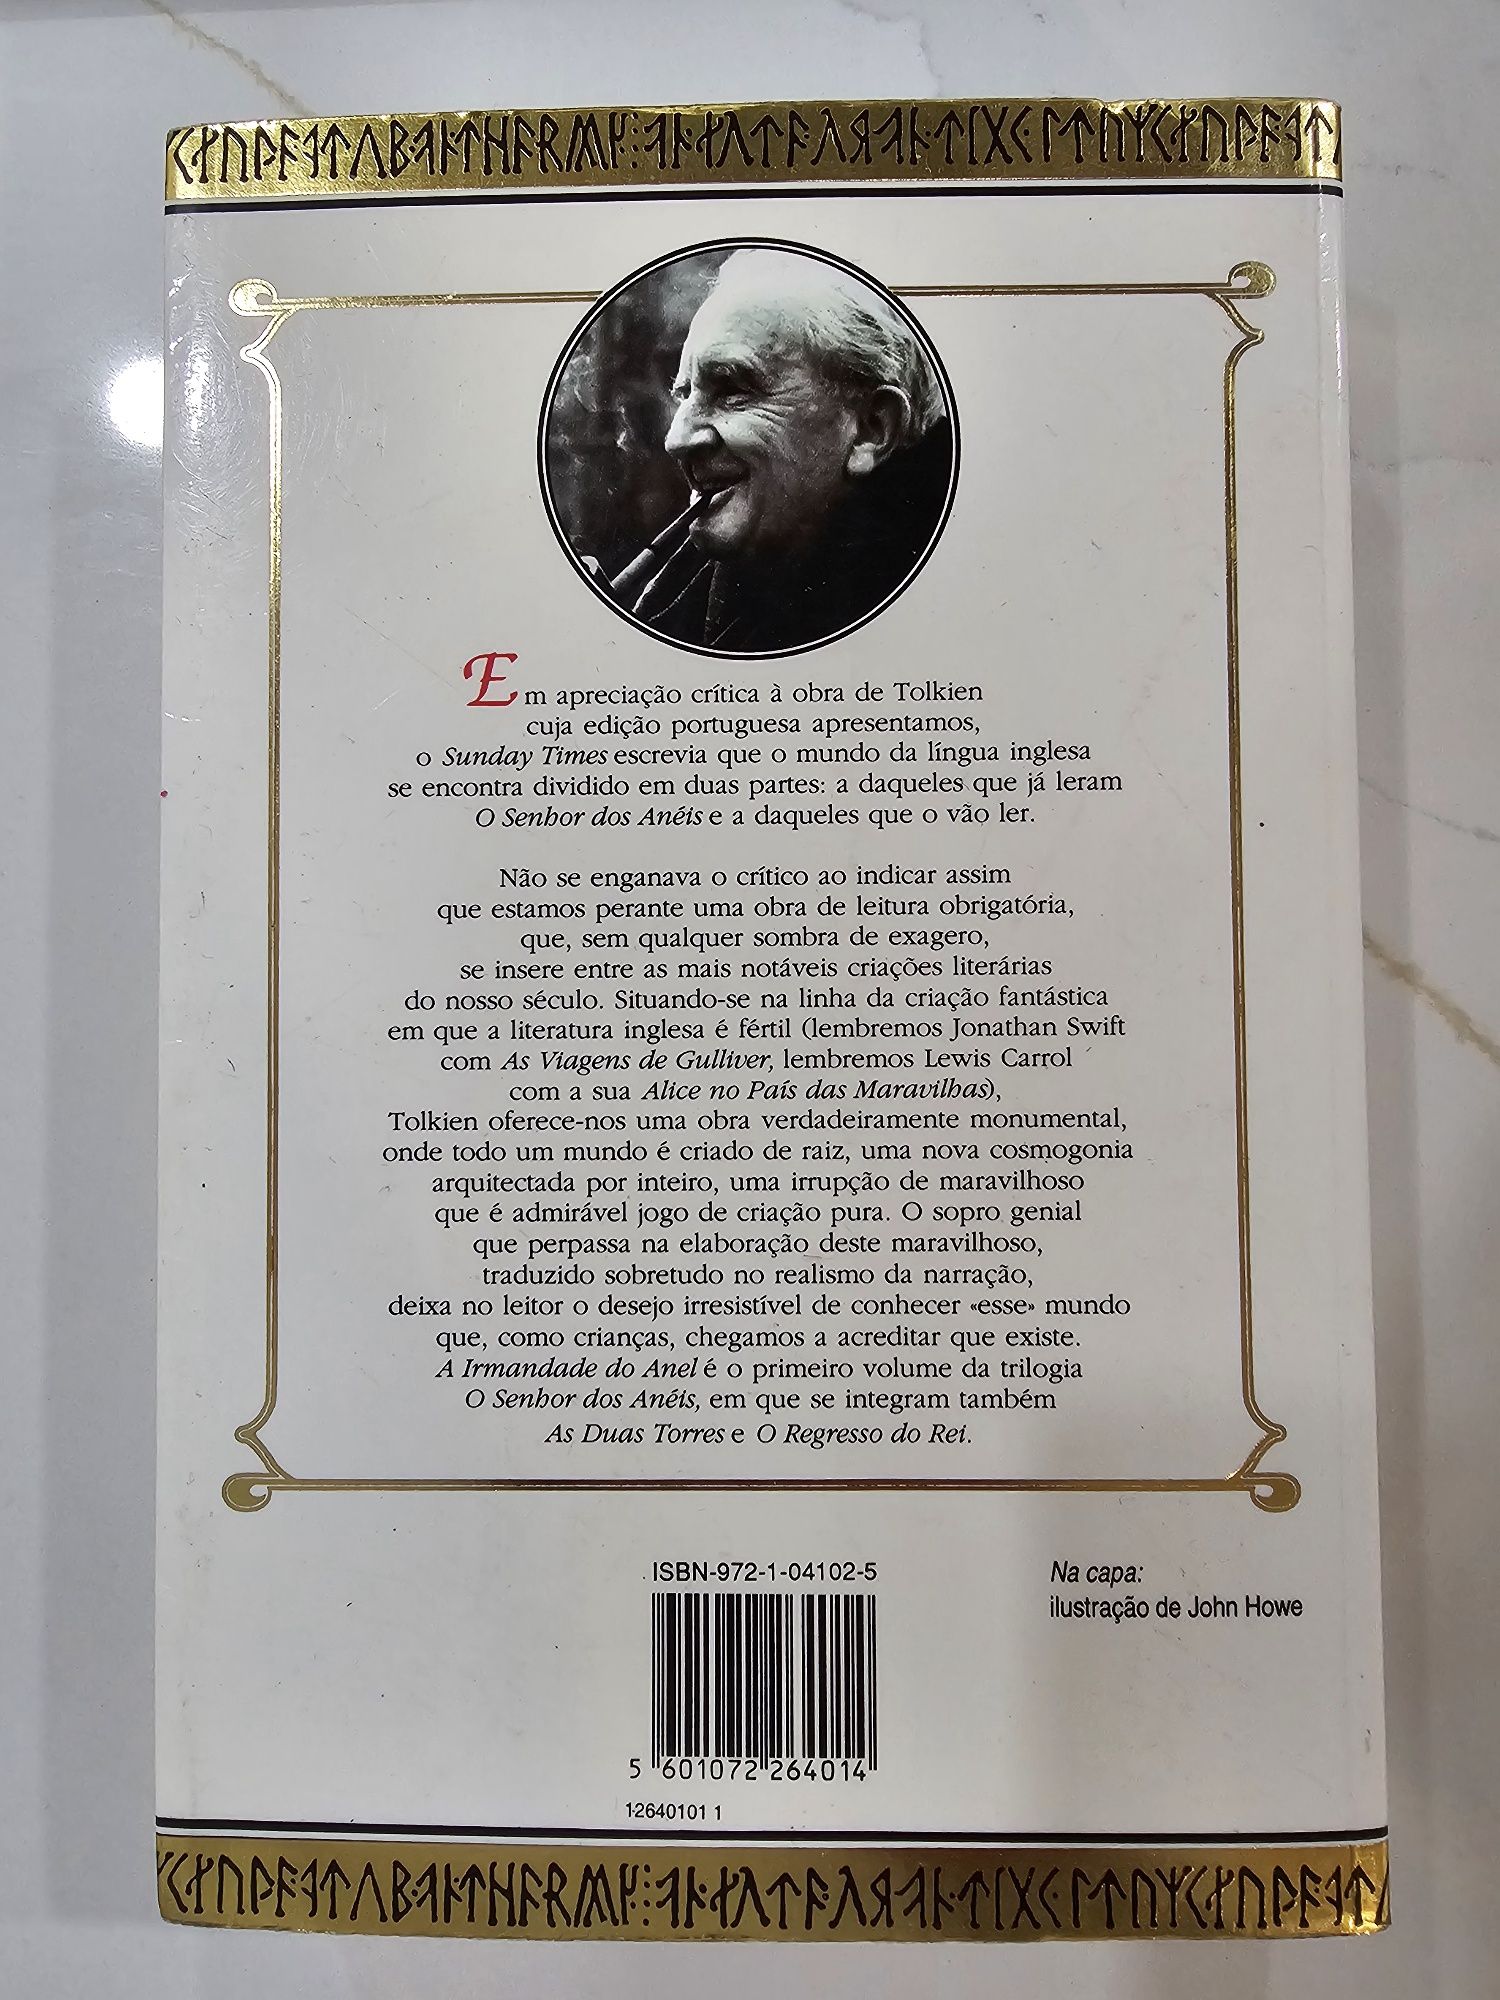 Em apreciação crítica à obra de Tolkien
cuja edição portuguesa apresentamos,
o Sunday Times escrevia que o mundo da língua inglesa
se encontra dividido em duas partes: a daqueles que já leram
O Senhor dos Anéis e a daqueles que o vão ler.
Não se enganava o crítico ao indicar assim
que estamos perante uma obra de leitura obrigatória,
que, sem qualquer sombra de exagero,
se insere entre as mais notáveis criações literárias
do nosso século. Situando-se na linha da criação fantástica
em que a literatura inglesa é fértil (lembremos Jonathan Swift
com As Viagens de Gulliver, lembremos Lewis Carrol
com a sua Alice no País das Maravilhas),
Tolkien oferece-nos uma obra verdadeiramente monumental,
onde todo um mundo é criado de raiz, uma nova cosmogonia
arquitectada por inteiro, uma irrupção de maravilhoso
que é admirável jogo de criação pura. O sopro genial
que perpassa na elaboração deste maravilhoso,
traduzido sobretudo no realismo da narração,
deixa no leitor o desejo irresistível de conhecer «esse» mundo
que, como crianças, chegamos a acreditar que existe.
A Irmandade do Anel é o primeiro volume da trilogia
O Senhor dos Anéis, em que se integram também
As Duas Torres e O Regresso do Rei.
ISBN-972-1-04102-5
Na capa:
ilustração de John Howe
5 601072 264014
12640101 1